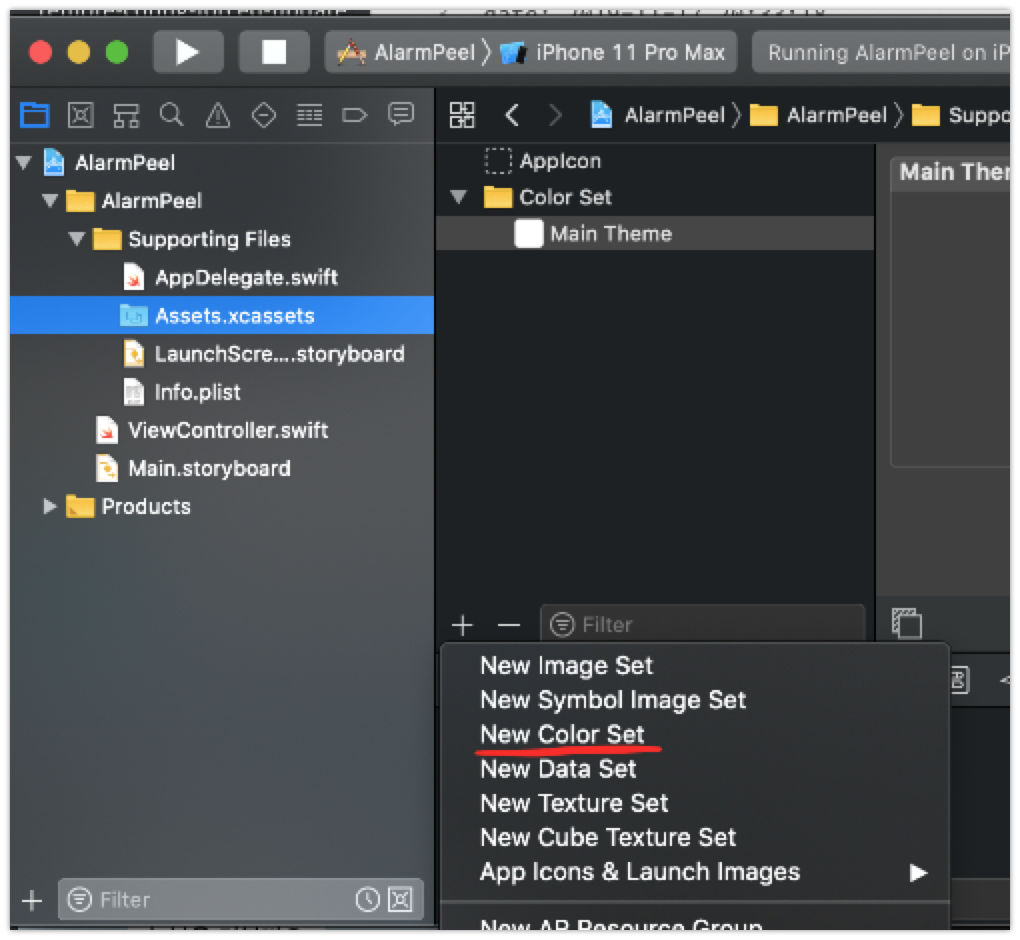 AlarmPeel iPhone 11 Pro Max Running AlarmPeel on iP
AlarmPeel AlarmPeel Suppo
AlarmPeel
AlarmPeel
Supporting Files
AppDelegate.swift
Assets.xcassets
LaunchScre....storyboard
Info.plist
ViewController.swift
Main.storyboard
Products
Filter
AppIcon
Color Set
Main Theme
Main Ther
Filter
New Image Set
New Symbol Image Set
New Color Set
New Data Set
New Texture Set
New Cube Texture Set
App Icons & Launch Images
New AR Resource Group